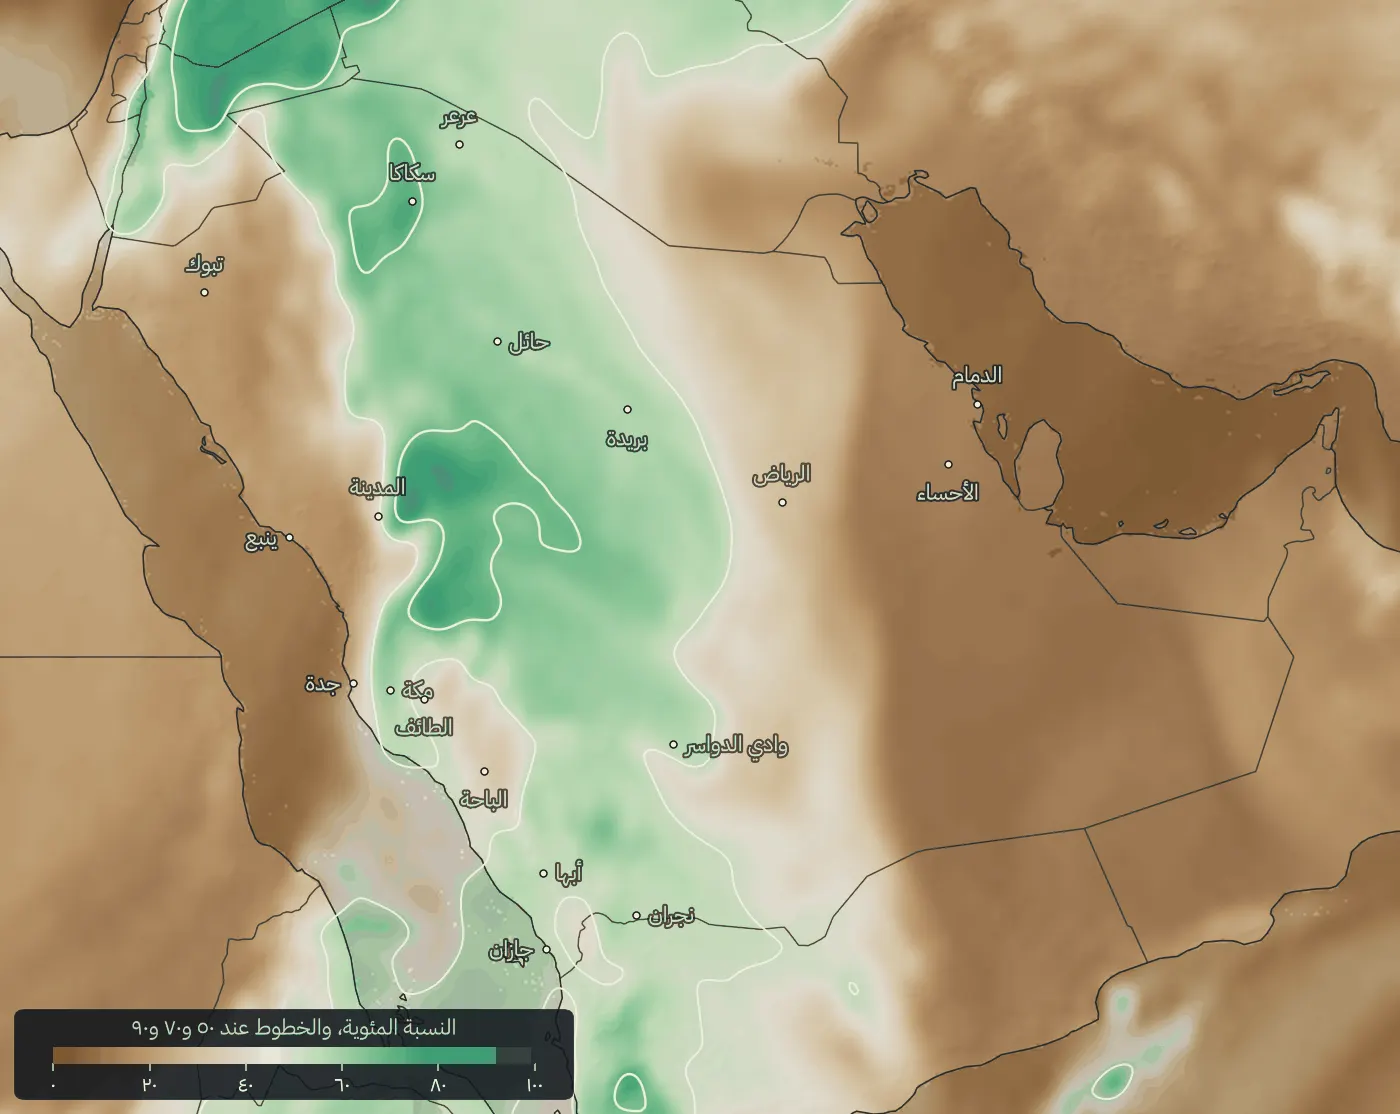 عرعر
سكاكا
تبوك
حائل
الدمام
بريدة
الرياض
المدينة
الأحساء
ينبع
جدة
مكة
الطائف
وادي الدواسر
الباحة
أبها
نجران
جازان
النسبة المئوية، والخطوط عند ٥٠ و٧٠ و٩٠
٠ ٢٠ ٤٠ ٦٠ ٨٠ ١٠٠